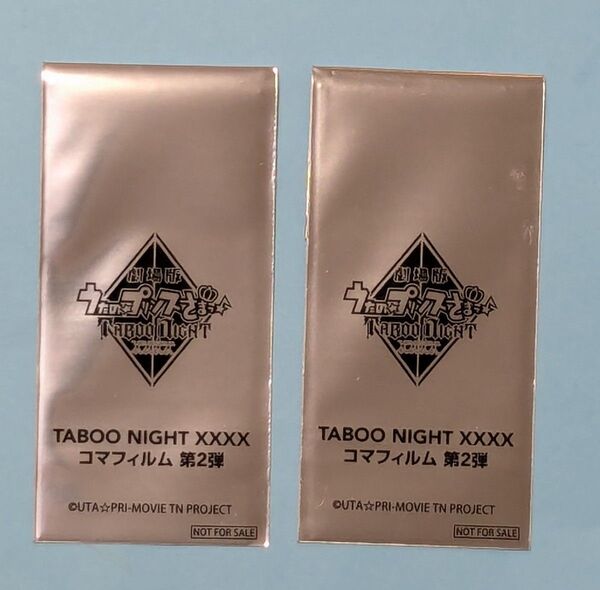 劇場版
うたの☆プリンスさまっ♪
TABOO NIGHT
XXXX
TABOO NIGHT XXXX
コマフィルム 第2弾
©UTA☆PRI-MOVIE TN PROJECT
NOT FOR SALE
劇場版
うたの☆プリンスさまっ♪
TABOO NIGHT
XXXX
TABOO NIGHT XXXX
コマフィルム 第2弾
©UTA☆PRI-MOVIE TN PROJECT
NOT FOR SALE